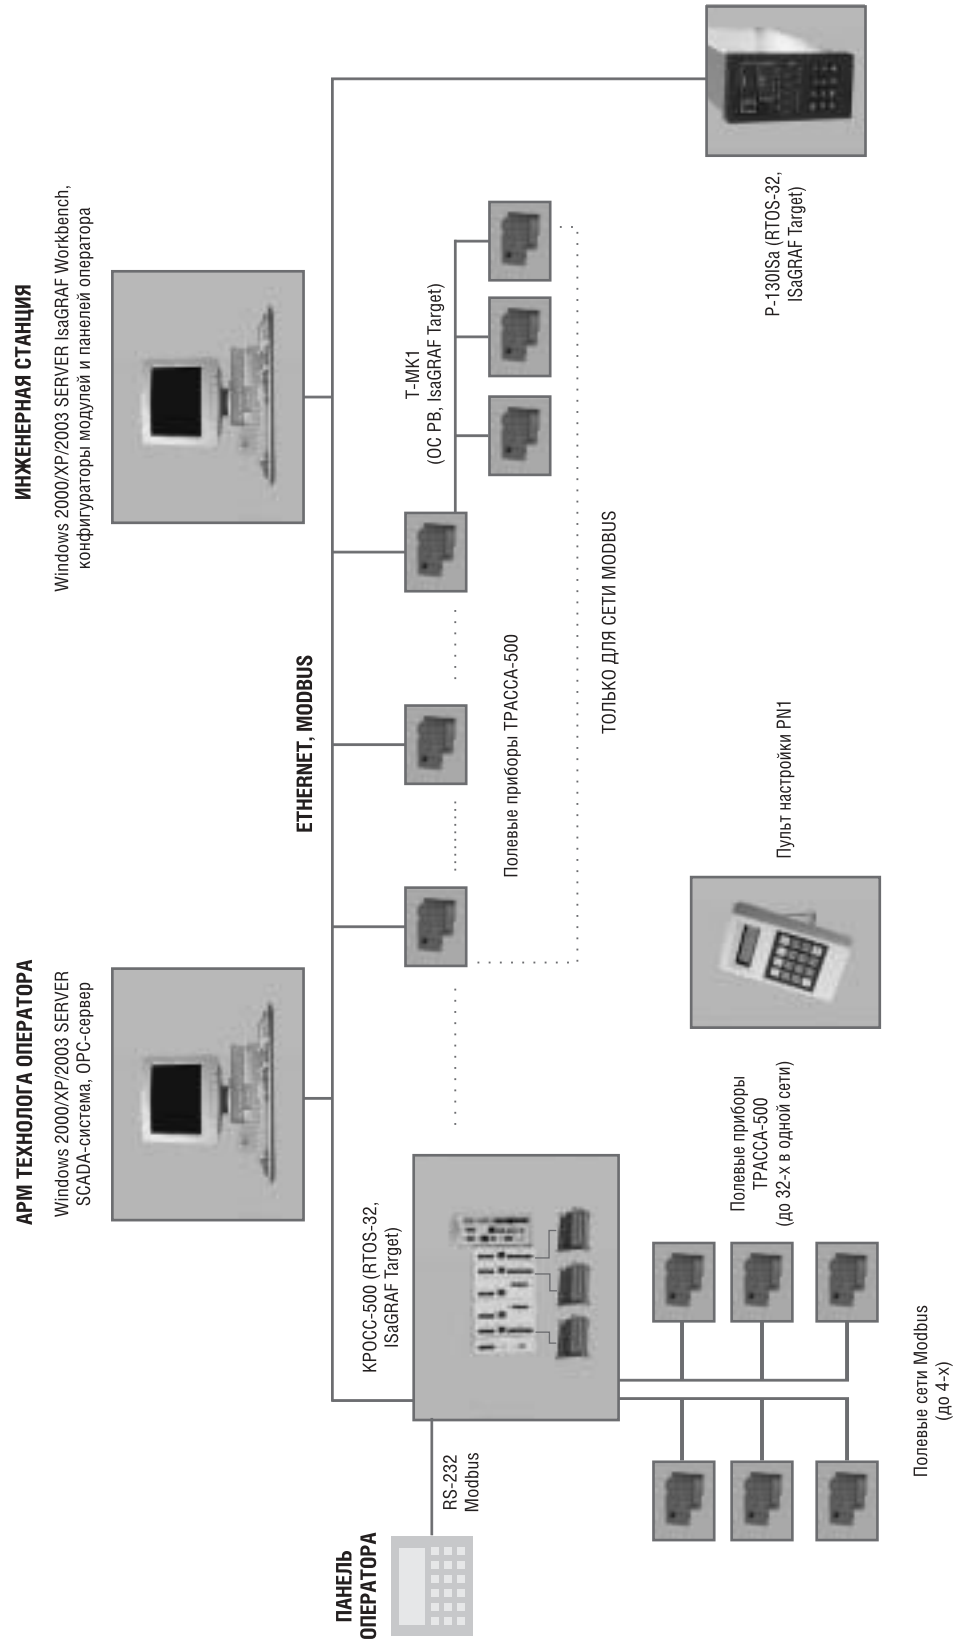 АРМ ТЕХНОЛОГА ОПЕРАТОРА
Windows 2000/XP/2003 SERVER
SCADA-система, OPC-сервер
ИНЖЕНЕРНАЯ СТАНЦИЯ
Windows 2000/XP/2003 SERVER IsaGRAF Workbench,
конфигураторы модулей и панелей оператора
ETHERNET, MODBUS
ПАНЕЛЬ
ОПЕРАТОРА
RS-232
Modbus
КРОСС-500 (RTOS-32,
ISaGRAF Target)
Т-МК1
(ОС РВ, IsaGRAF Target)
Полевые приборы ТРАССА-500
ТОЛЬКО ДЛЯ СЕТИ MODBUS
Р-130ISa (RTOS-32,
ISaGRAF Target)
Полевые приборы
ТРАССА-500
(до 32-х в одной сети)
Пульт настройки PN1
Полевые сети Modbus
(до 4-х)